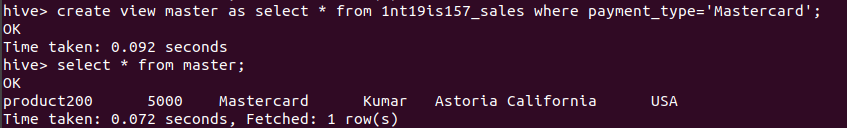 hive> create view master as select * from 1nt19is157_sales where payment_type='Mastercard';
OK
Time taken: 0.092 seconds
hive> select * from master;
OK
product200 5000 Mastercard Kumar Astoria California USA
Time taken: 0.072 seconds, Fetched: 1 row(s)